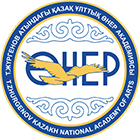 Т.ЖҮРГЕНОВ АТЫНДАҒЫ ҚАЗАҚ ҰЛТТЫҚ ӨНЕР АКАДЕМИЯСЫ
ӨНЕР
T.ZHURGENOV KAZAKH NATIONAL ACADEMY OF ARTS